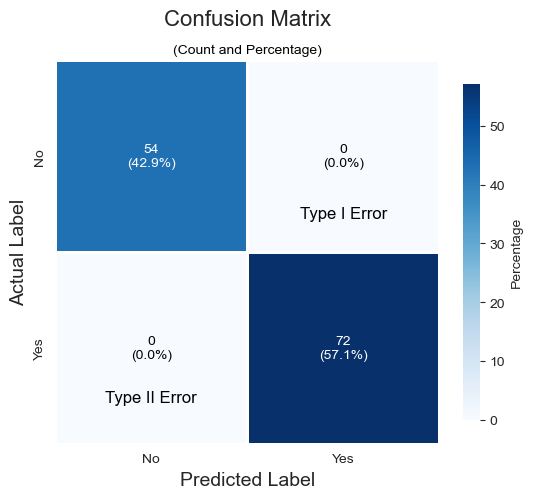 Confusion Matrix
(Count and Percentage)
Actual Label
No
54
(42.9%)
0
(0.0%)
Type I Error
Yes
0
(0.0%)
Type II Error
72
(57.1%)
No
Yes
Predicted Label
50
40
30
20
10
0
Percentage